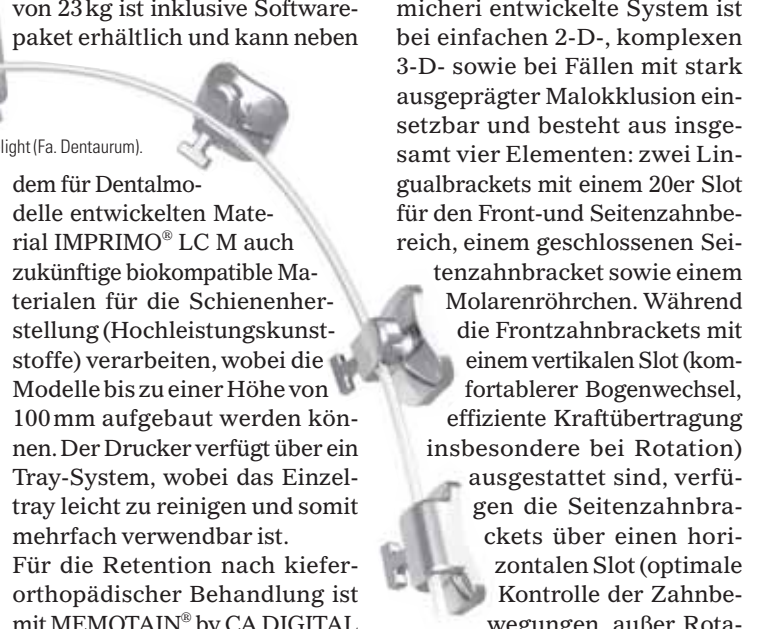 von 23 kg ist inklusive Software-
paket erhältlich und kann neben
light (Fa. Dentaurum).
dem für Dentalmo-
delle entwickelten Mate-
rial IMPRIMO® LC M auch
zukünftige biokompatible Ma-
terialen für die Schienenher-
stellung (Hochleistungskunst-
stoffe) verarbeiten, wobei die
Modelle bis zu einer Höhe von
100 mm aufgebaut werden kön-
nen. Der Drucker verfügt über ein
Tray-System, wobei das Einzel-
tray leicht zu reinigen und somit
mehrfach verwendbar ist.
Für die Retention nach kiefer-
orthopädischer Behandlung ist
mit MEMOTAIN® by CA DIGITAL
micheri entwickelte System ist
bei einfachen 2-D-, komplexen
3-D- sowie bei Fällen mit stark
ausgeprägter Malokklusion ein-
setzbar und besteht aus insge-
samt vier Elementen: zwei Lin-
gualbrackets mit einem 20er Slot
für den Front-und Seitenzahnbe-
reich, einem geschlossenen Sei-
tenzahnbracket sowie einem
Molarenröhrchen. Während
die Frontzahnbrackets mit
einem vertikalen Slot (kom-
fortablerer Bogenwechsel,
effiziente Kraftübertragung
insbesondere bei Rotation)
ausgestattet sind, verfü-
gen die Seitenzahnbra-
ckets über einen hori-
zontalen Slot (optimale
Kontrolle der Zahnbe-
wegungen, außer Rota-